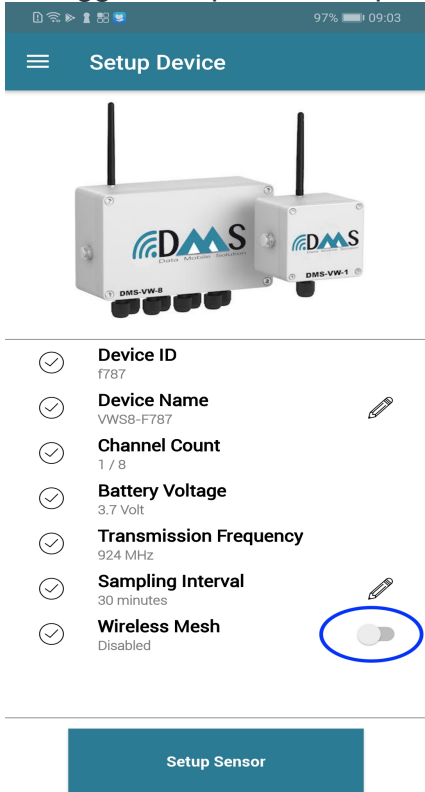 97% 09:03
Setup Device
DMS
Data Mobile Solution
DMS-VW-8
DMS
DMS-VW-1
Device ID
f787
Device Name
VWS8-F787
Channel Count
1 / 8
Battery Voltage
3.7 Volt
Transmission Frequency
924 MHz
Sampling Interval
30 minutes
Wireless Mesh
Disabled
Setup Sensor